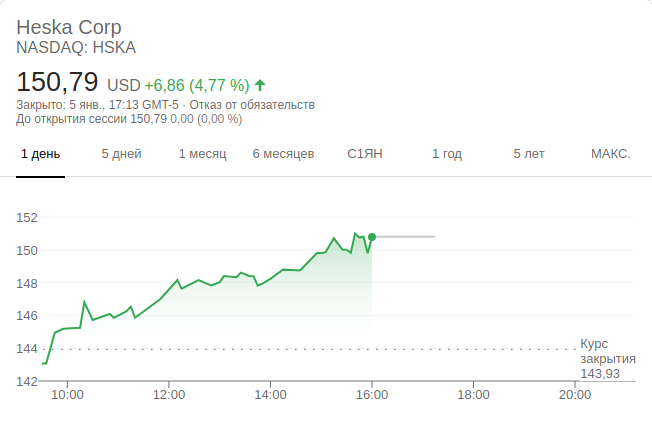 Heska Corp
NASDAQ: HSKA
150,79 USD +6,86 (4,77 %)
Закрыто: 5 янв., 17:13 GMT-5 · Отказ от обязательств
До открытия сессии 150,79 0,00 (0,00 %)
1 день 5 дней 1 месяц 6 месяцев С1ЯН 1 год 5 лет МАКС.
152
150
148
146
144
Курс
закрытия
143,93
142
10:00 12:00 14:00 16:00 18:00 20:00